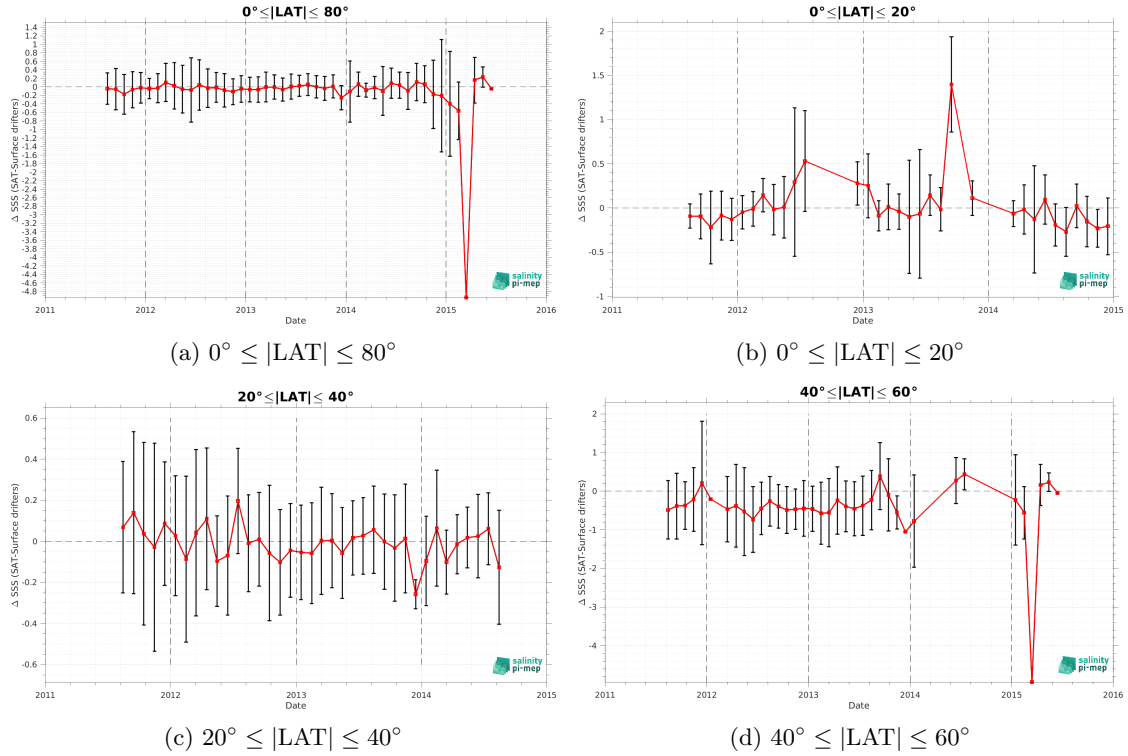 0°≤|LAT|≤ 80°
1.4
1.2
1
0.8
0.6
0.4
0.2
0
-0.2
-0.4
-0.6
-0.8
-1
-1.2
-1.4
-1.6
-1.8
-2
-2.2
-2.4
-2.6
-2.8
-3
-3.2
-3.4
-3.6
-3.8
-4
-4.2
-4.4
-4.6
-4.8
Δ SSS (SAT-Surface drifters)
2011 2012 2013 2014 2015 2016
Date
salinity
pi-mep
(a) 0° ≤ |LAT| ≤ 80°
0°≤|LAT|≤ 20°
2
1.5
1
0.5
0
-0.5
-1
Δ SSS (SAT-Surface drifters)
2011 2012 2013 2014 2015
Date
salinity
pi-mep
(b) 0° ≤ |LAT| ≤ 20°
20°≤|LAT|≤ 40°
0.6
0.4
0.2
0
-0.2
-0.4
-0.6
Δ SSS (SAT-Surface drifters)
2011 2012 2013 2014 2015
Date
salinity
pi-mep
(c) 20° ≤ |LAT| ≤ 40°
40°≤|LAT|≤ 60°
2
1
0
-1
-2
-4
Δ SSS (SAT-Surface drifters)
2011 2012 2013 2014 2015 2016
Date
salinity
pi-mep
(d) 40° ≤ |LAT| ≤ 60°